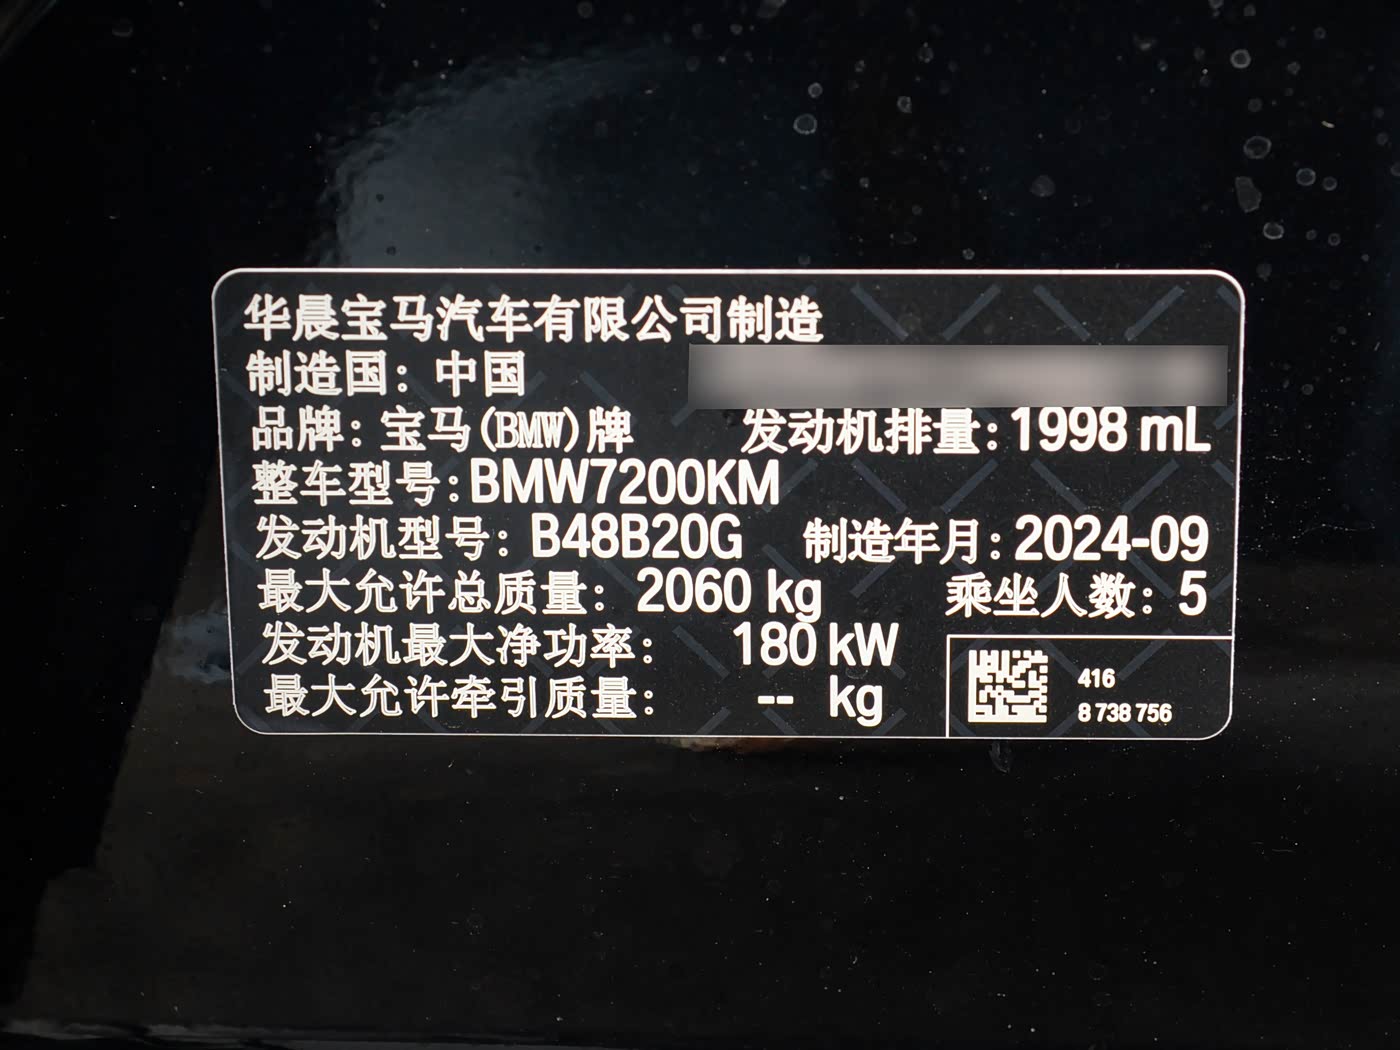 华晨宝马汽车有限公司制造
制造国：中国
品牌：宝马(BMW)牌 发动机排量：1998 mL
整车型号：BMW7200KM
发动机型号：B48B20G 制造年月：2024-09
最大允许总质量：2060 kg 乘坐人数：5
发动机最大净功率：180 kW
最大允许牵引质量：-- kg
416
8 738 756